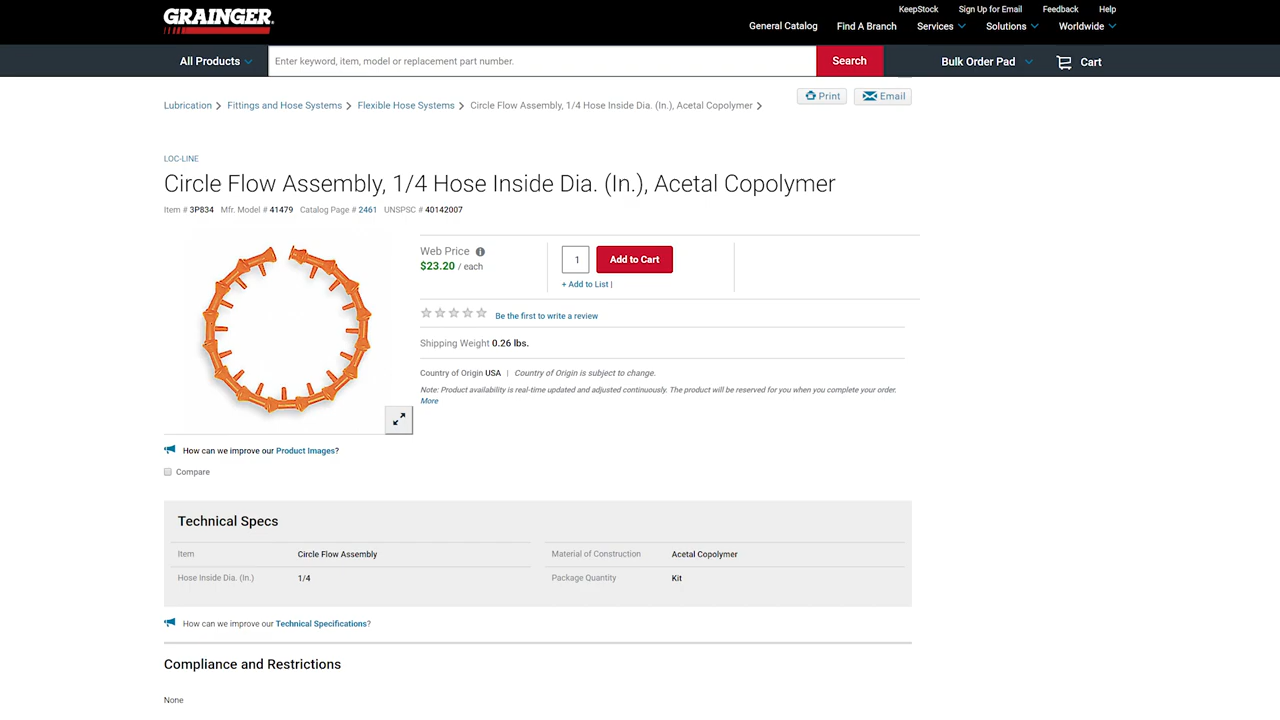 GRAINGER
KeepStock Sign Up for Email Feedback Help
General Catalog Find A Branch Services Solutions Worldwide
All Products Enter keyword, item, model or replacement part number. Search Bulk Order Pad Cart
Lubrication > Fittings and Hose Systems > Flexible Hose Systems > Circle Flow Assembly, 1/4 Hose Inside Dia. (In.), Acetal Copolymer >
Print Email
LOC-LINE
Circle Flow Assembly, 1/4 Hose Inside Dia. (In.), Acetal Copolymer
Item # 3P834 Mfr. Model # 41479 Catalog Page # 2461 UNSPSC # 40142007
Web Price
$23.20 / each
1 Add to Cart
+ Add to List |
Be the first to write a review
Shipping Weight 0.26 lbs.
Country of Origin USA | Country of Origin is subject to change.
Note: Product availability is real-time updated and adjusted continuously. The product will be reserved for you when you complete your order.
More
How can we improve our Product Images?
Compare
Technical Specs
Item Circle Flow Assembly Material of Construction Acetal Copolymer
Hose Inside Dia. (In.) 1/4 Package Quantity Kit
How can we improve our Technical Specifications?
Compliance and Restrictions
None